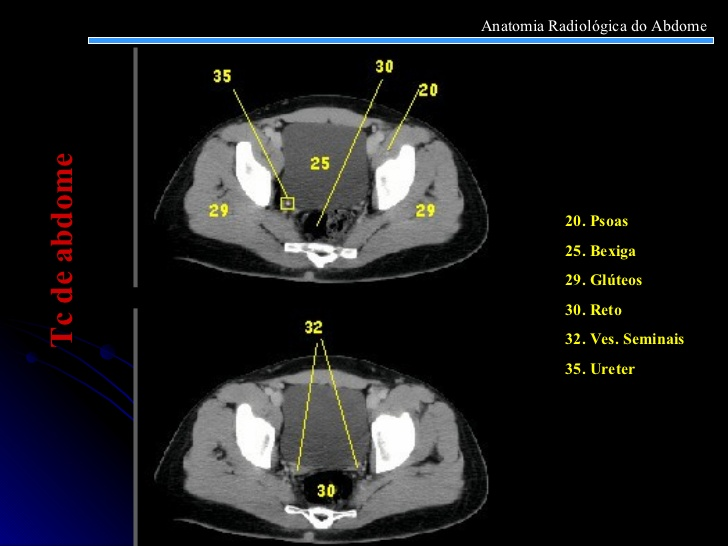 Anatomia Radiológica do Abdome
Tc de abdome
35
30
20
25
29
29
32
30
20. Psoas
25. Bexiga
29. Glúteos
30. Reto
32. Ves. Seminais
35. Ureter